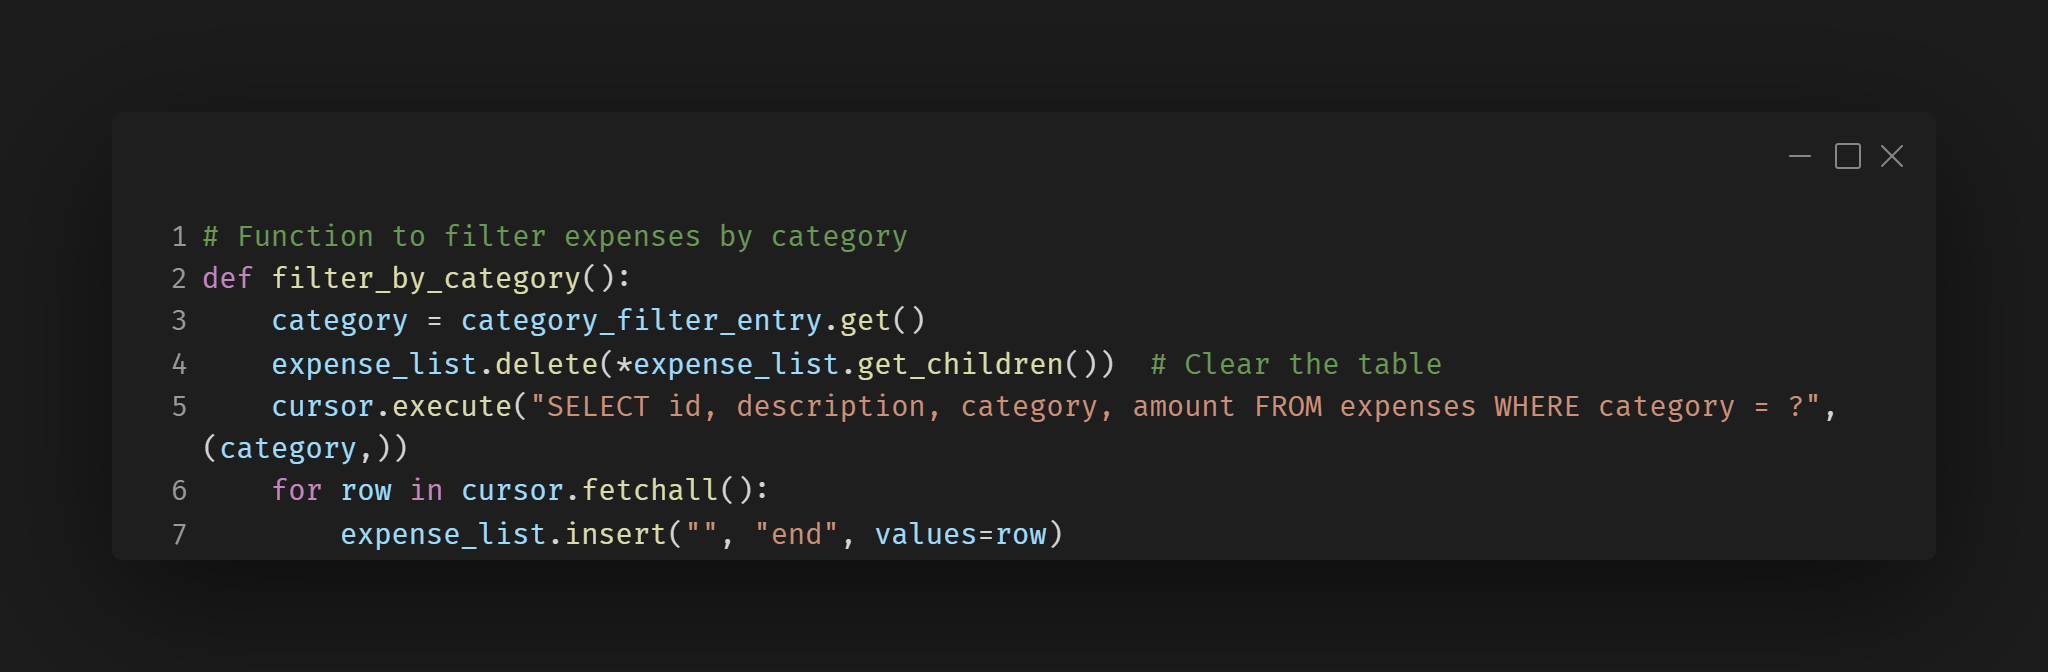 1 # Function to filter expenses by category
2 def filter_by_category():
3     category = category_filter_entry.get()
4     expense_list.delete(*expense_list.get_children())  # Clear the table
5     cursor.execute("SELECT id, description, category, amount FROM expenses WHERE category = ?",
(category,))
6     for row in cursor.fetchall():
7         expense_list.insert("", "end", values=row)